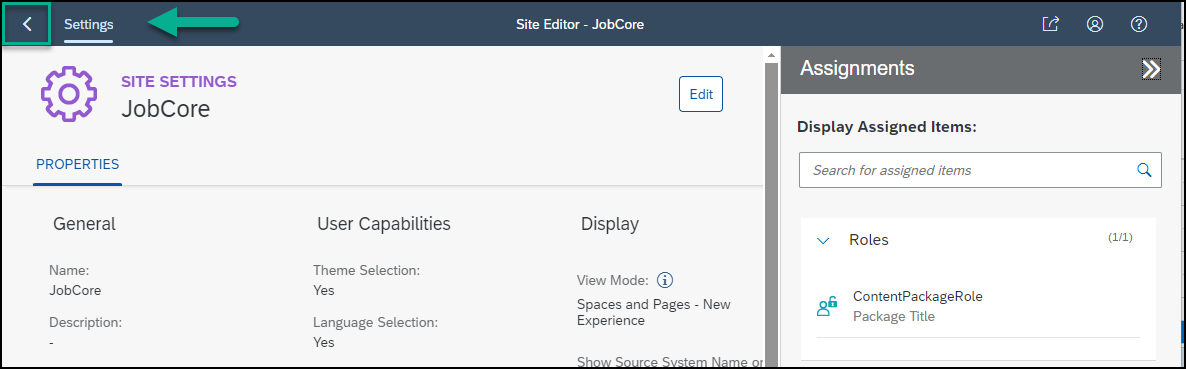 Settings
Site Editor - JobCore
SITE SETTINGS
JobCore
Edit
PROPERTIES
General
Name:
JobCore
Description:
-
User Capabilities
Theme Selection:
Yes
Language Selection:
Yes
Display
View Mode:
Spaces and Pages - New
Experience
Show Source System Name or
Assignments
Display Assigned Items:
Search for assigned items
Roles
(1/1)
ContentPackageRole
Package Title